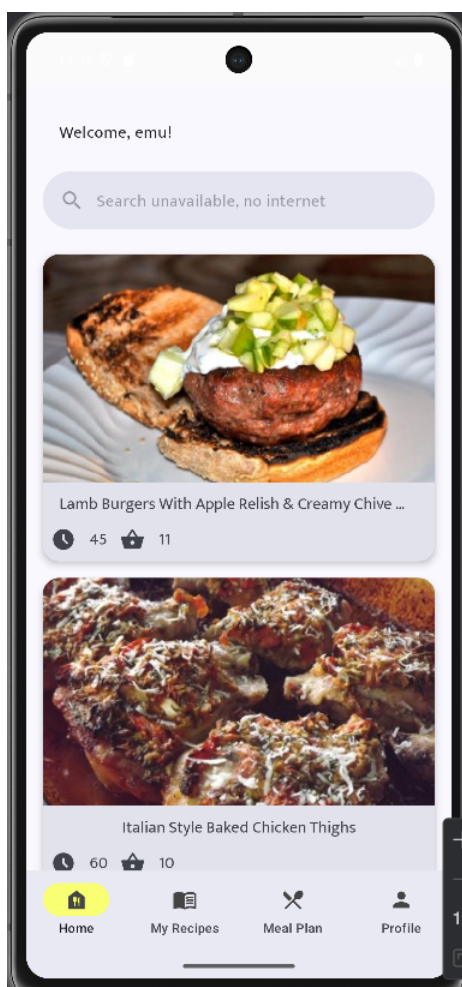 Welcome, emu!
Search unavailable, no internet
Lamb Burgers With Apple Relish & Creamy Chive ...
45 11
Italian Style Baked Chicken Thighs
60 10
Home My Recipes Meal Plan Profile